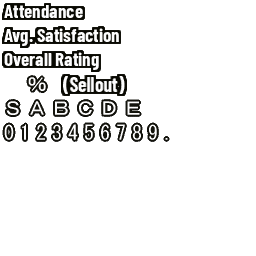 Attendance
Avg. Satisfaction
Overall Rating
% (Sellout)
S A B C D E
0 1 2 3 4 5 6 7 8 9 .